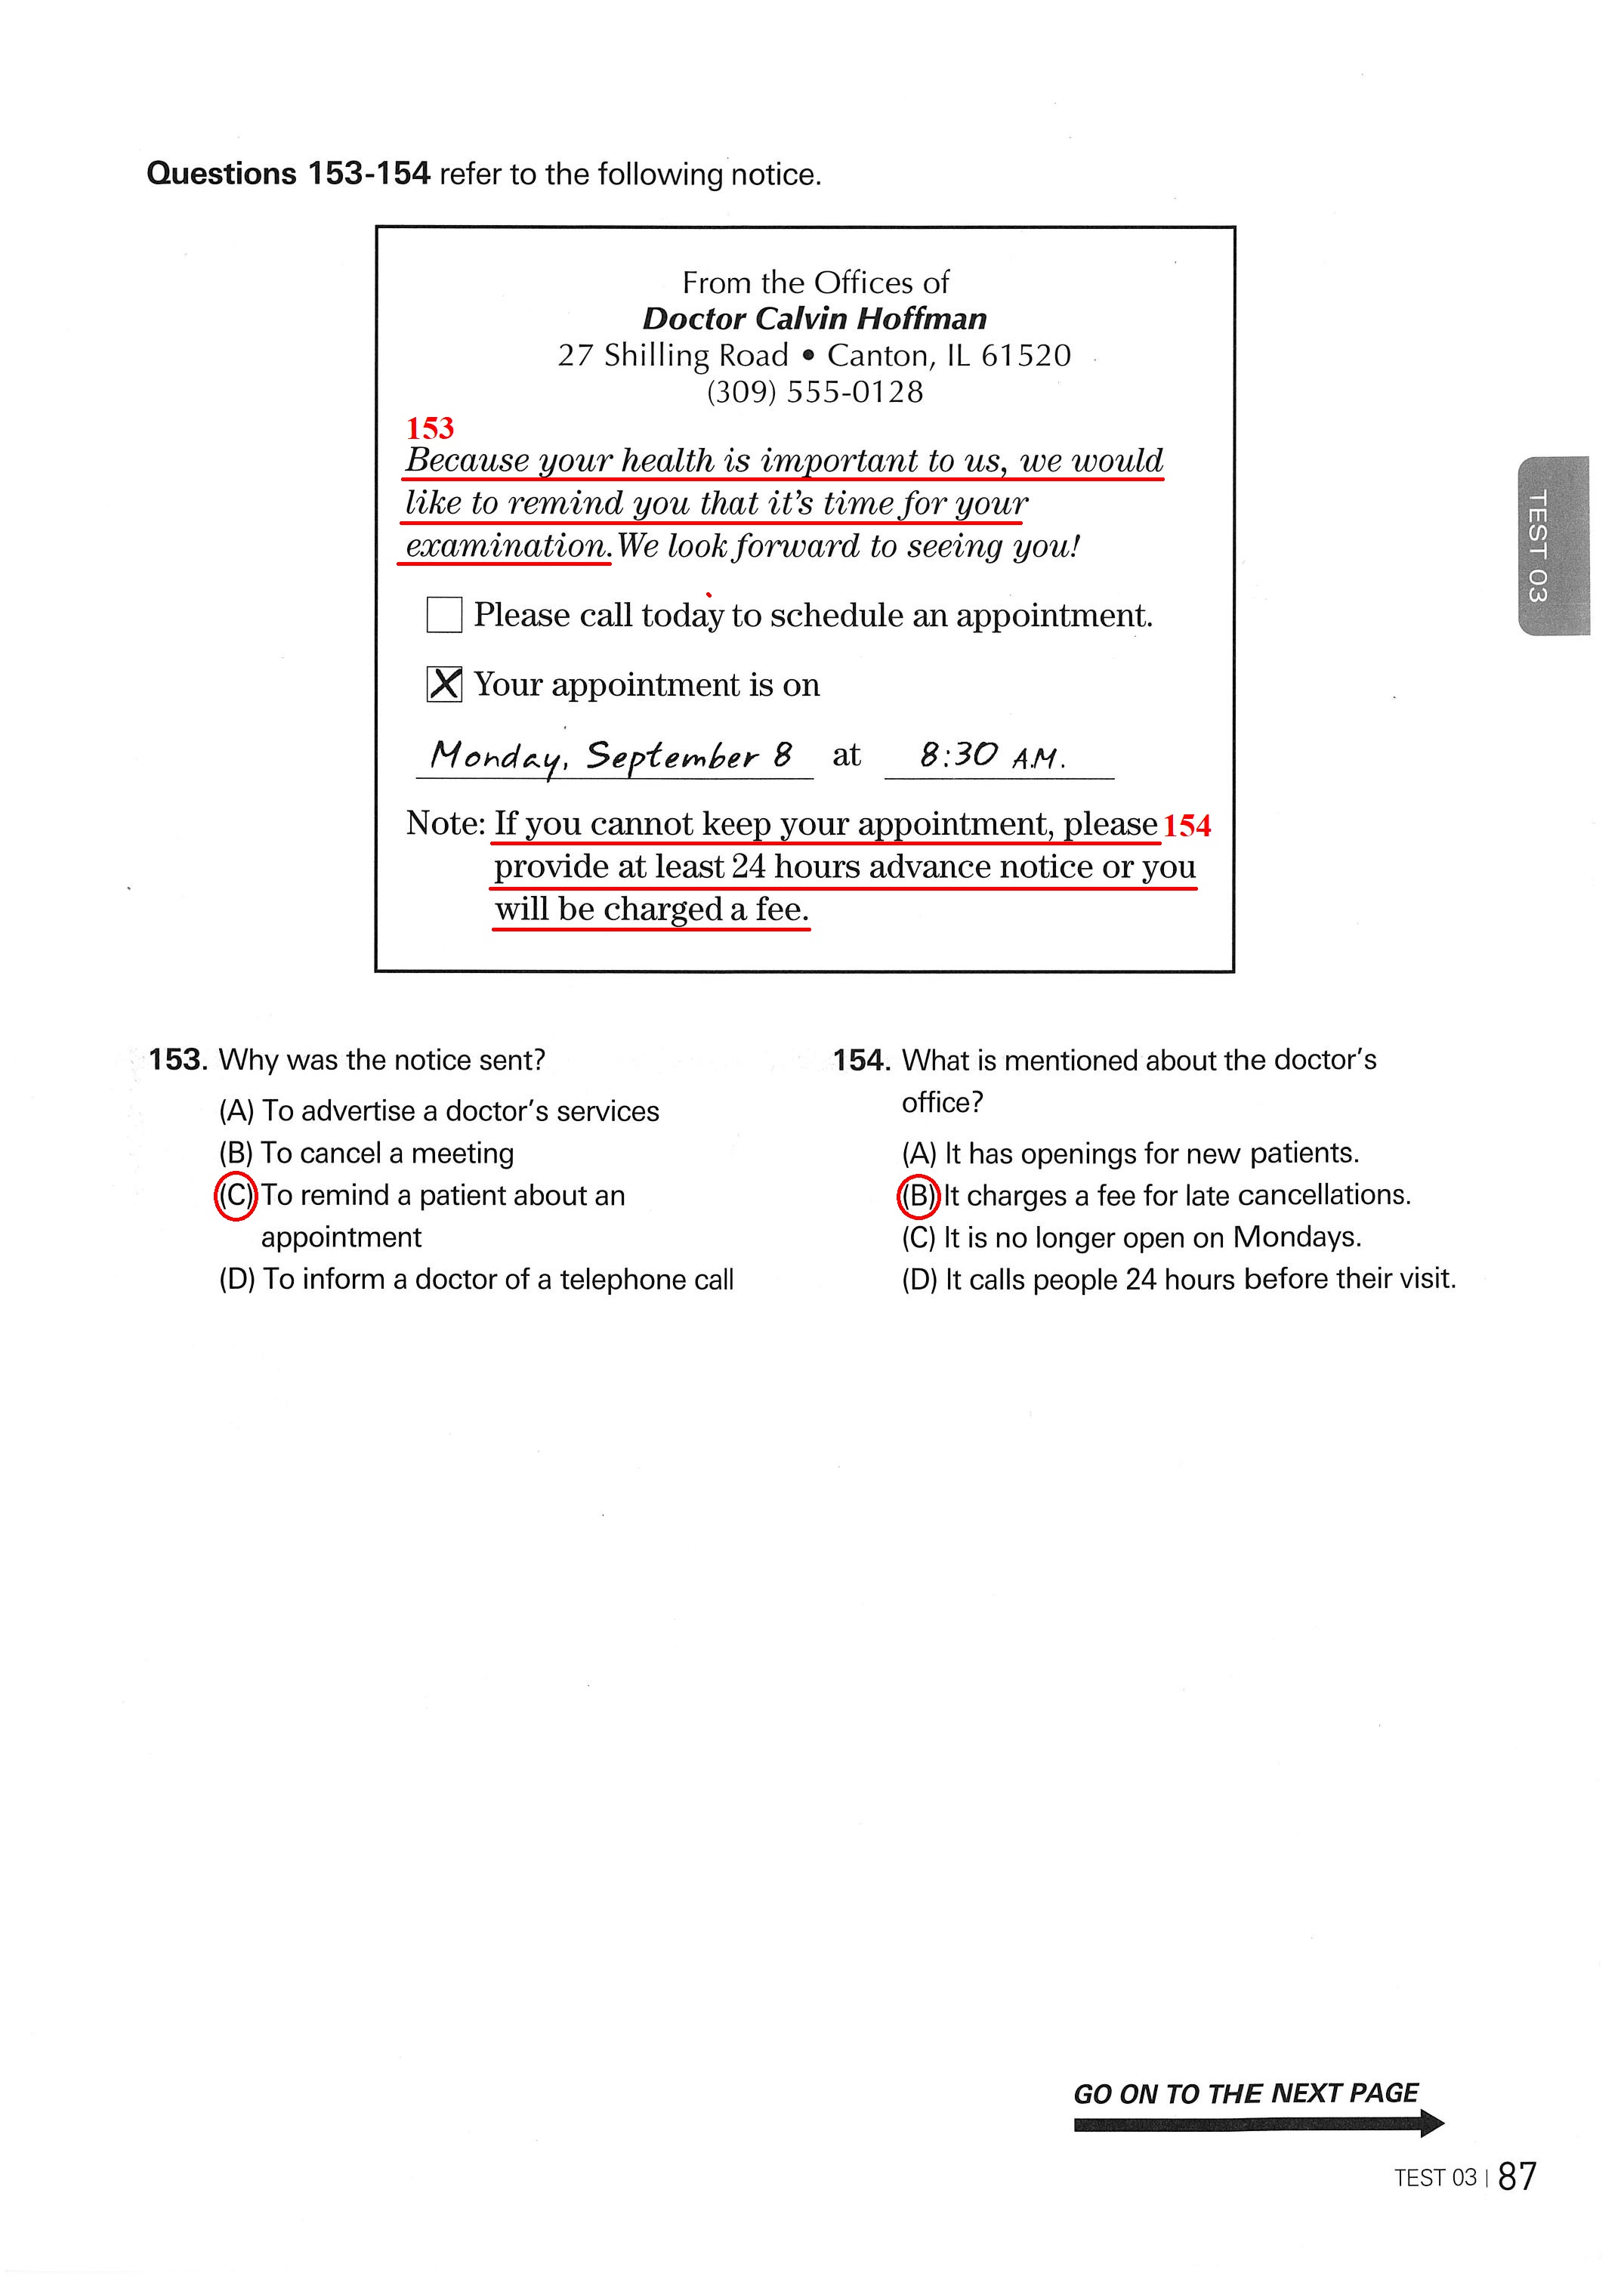 Questions 153-154 refer to the following notice.
From the Offices of
Doctor Calvin Hoffman
27 Shilling Road • Canton, IL 61520
(309) 555-0128
153
Because your health is important to us, we would
like to remind you that it's time for your
examination. We look forward to seeing you!
Please call today to schedule an appointment.
X Your appointment is on
Monday, September 8 at 8:30 A.M.
Note: If you cannot keep your appointment, please 154
provide at least 24 hours advance notice or you
will be charged a fee.
TEST 03
153. Why was the notice sent?
(A) To advertise a doctor's services
(B) To cancel a meeting
(C) To remind a patient about an
appointment
(D) To inform a doctor of a telephone call
154. What is mentioned about the doctor's
office?
(A) It has openings for new patients.
(B) It charges a fee for late cancellations.
(C) It is no longer open on Mondays.
(D) It calls people 24 hours before their visit.
GO ON TO THE NEXT PAGE
TEST 03 | 87